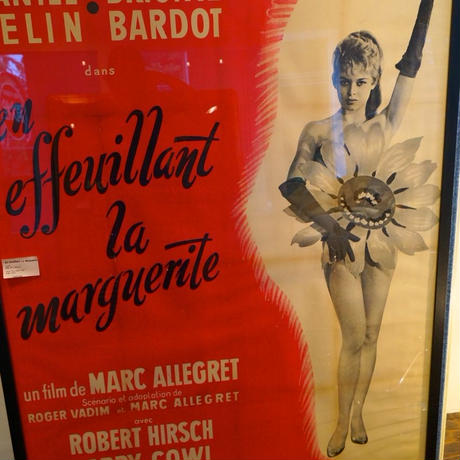 BARDOT
ELIN
dans
en
effeuillant
la
marguerite
un film de MARC ALLEGRET
Scénario et adaptation de
ROGER VADIM et MARC ALLEGRET
avec
ROBERT HIRSCH